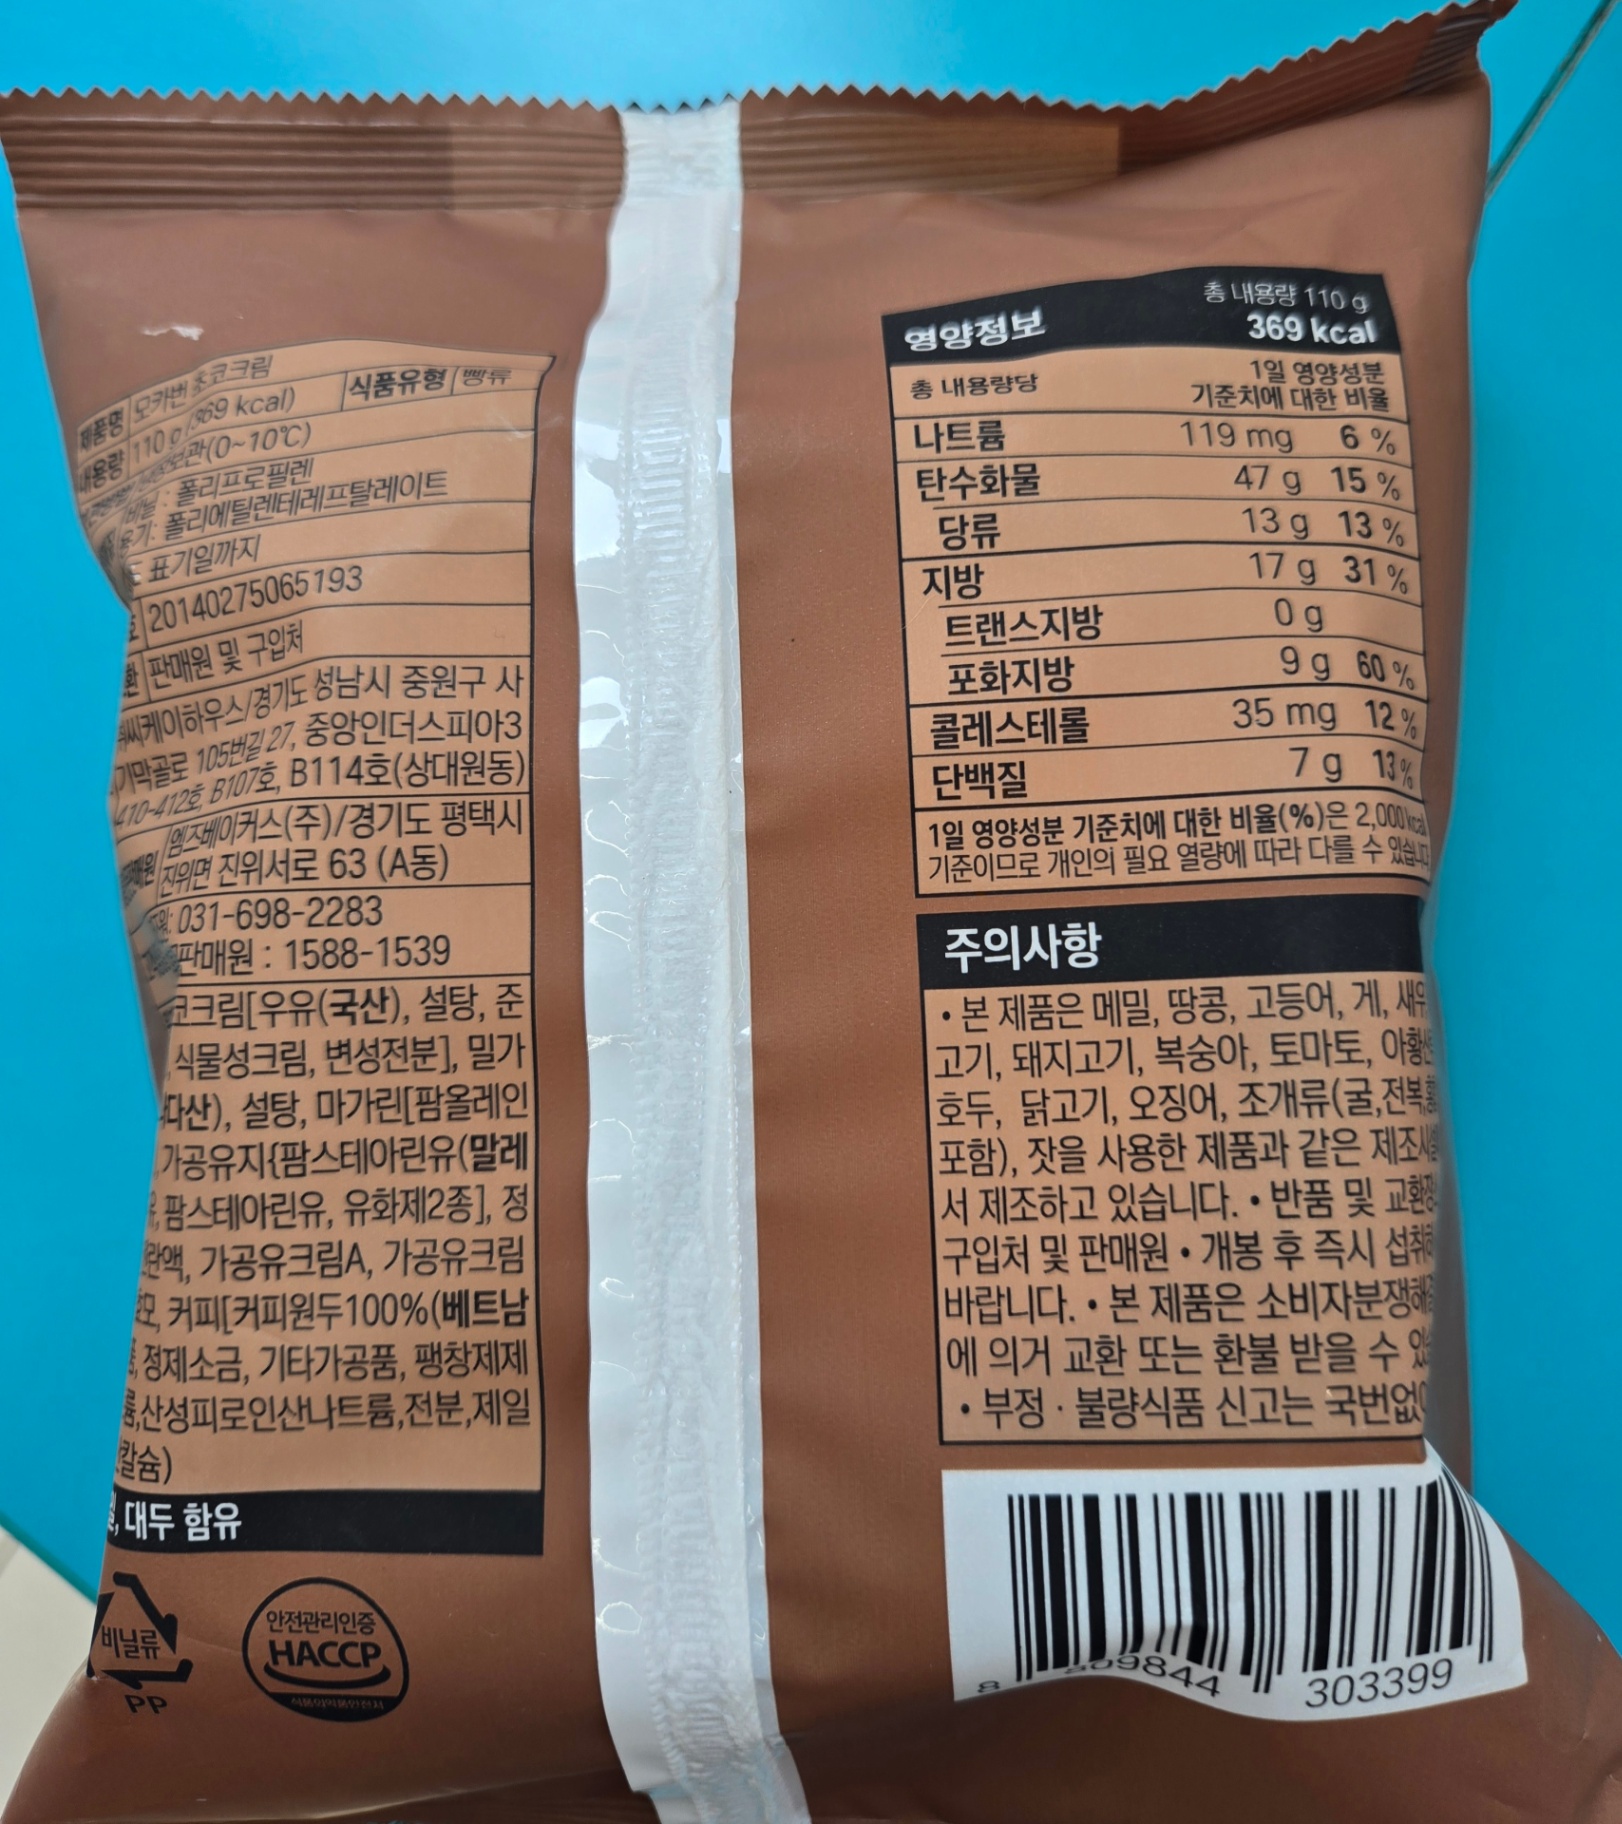 제품명 모카번 초코크림 식품유형 빵류
내용량 110 g (369 kcal)
보관(0~10℃)
비닐 : 폴리프로필렌
용기: 폴리에틸렌테레프탈레이트
표기일까지
20140275065193
판매원 및 구입처
씨케이하우스/경기도 성남시 중원구 사
기막골로 105번길 27, 중앙인더스피아3
410-412호, B107호, B114호(상대원동)
엠즈베이커스(주)/경기도 평택시
진위면 진위서로 63 (A동)
031-698-2283
판매원 : 1588-1539
코크림[우유(국산), 설탕, 준
, 식물성크림, 변성전분], 밀가
다산), 설탕, 마가린[팜올레인
, 가공유지{팜스테아린유(말레
, 팜스테아린유, 유화제2종], 정
란액, 가공유크림A, 가공유크림
모, 커피[커피원두100%(베트남
, 정제소금, 기타가공품, 팽창제제
륨,산성피로인산나트륨,전분,제일
칼슘)
, 대두 함유
비닐류
PP
안전관리인증
HACCP
영양정보
총 내용량 110 g
369 kcal
총 내용량당
1일 영양성분
기준치에 대한 비율
나트륨 119 mg 6 %
탄수화물 47 g 15 %
당류 13 g 13 %
지방 17 g 31 %
트랜스지방 0 g
포화지방 9 g 60 %
콜레스테롤 35 mg 12 %
단백질 7 g 13 %
1일 영양성분 기준치에 대한 비율(%)은 2,000 kcal
기준이므로 개인의 필요 열량에 따라 다를 수 있습니
주의사항
• 본 제품은 메밀, 땅콩, 고등어, 게, 새우
고기, 돼지고기, 복숭아, 토마토, 아황산
호두, 닭고기, 오징어, 조개류(굴,전복,
포함), 잣을 사용한 제품과 같은 제조시
서 제조하고 있습니다. • 반품 및 교환
구입처 및 판매원 • 개봉 후 즉시 섭취
바랍니다. • 본 제품은 소비자분쟁해
에 의거 교환 또는 환불 받을 수 있
• 부정 · 불량식품 신고는 국번없
8 809844 303399